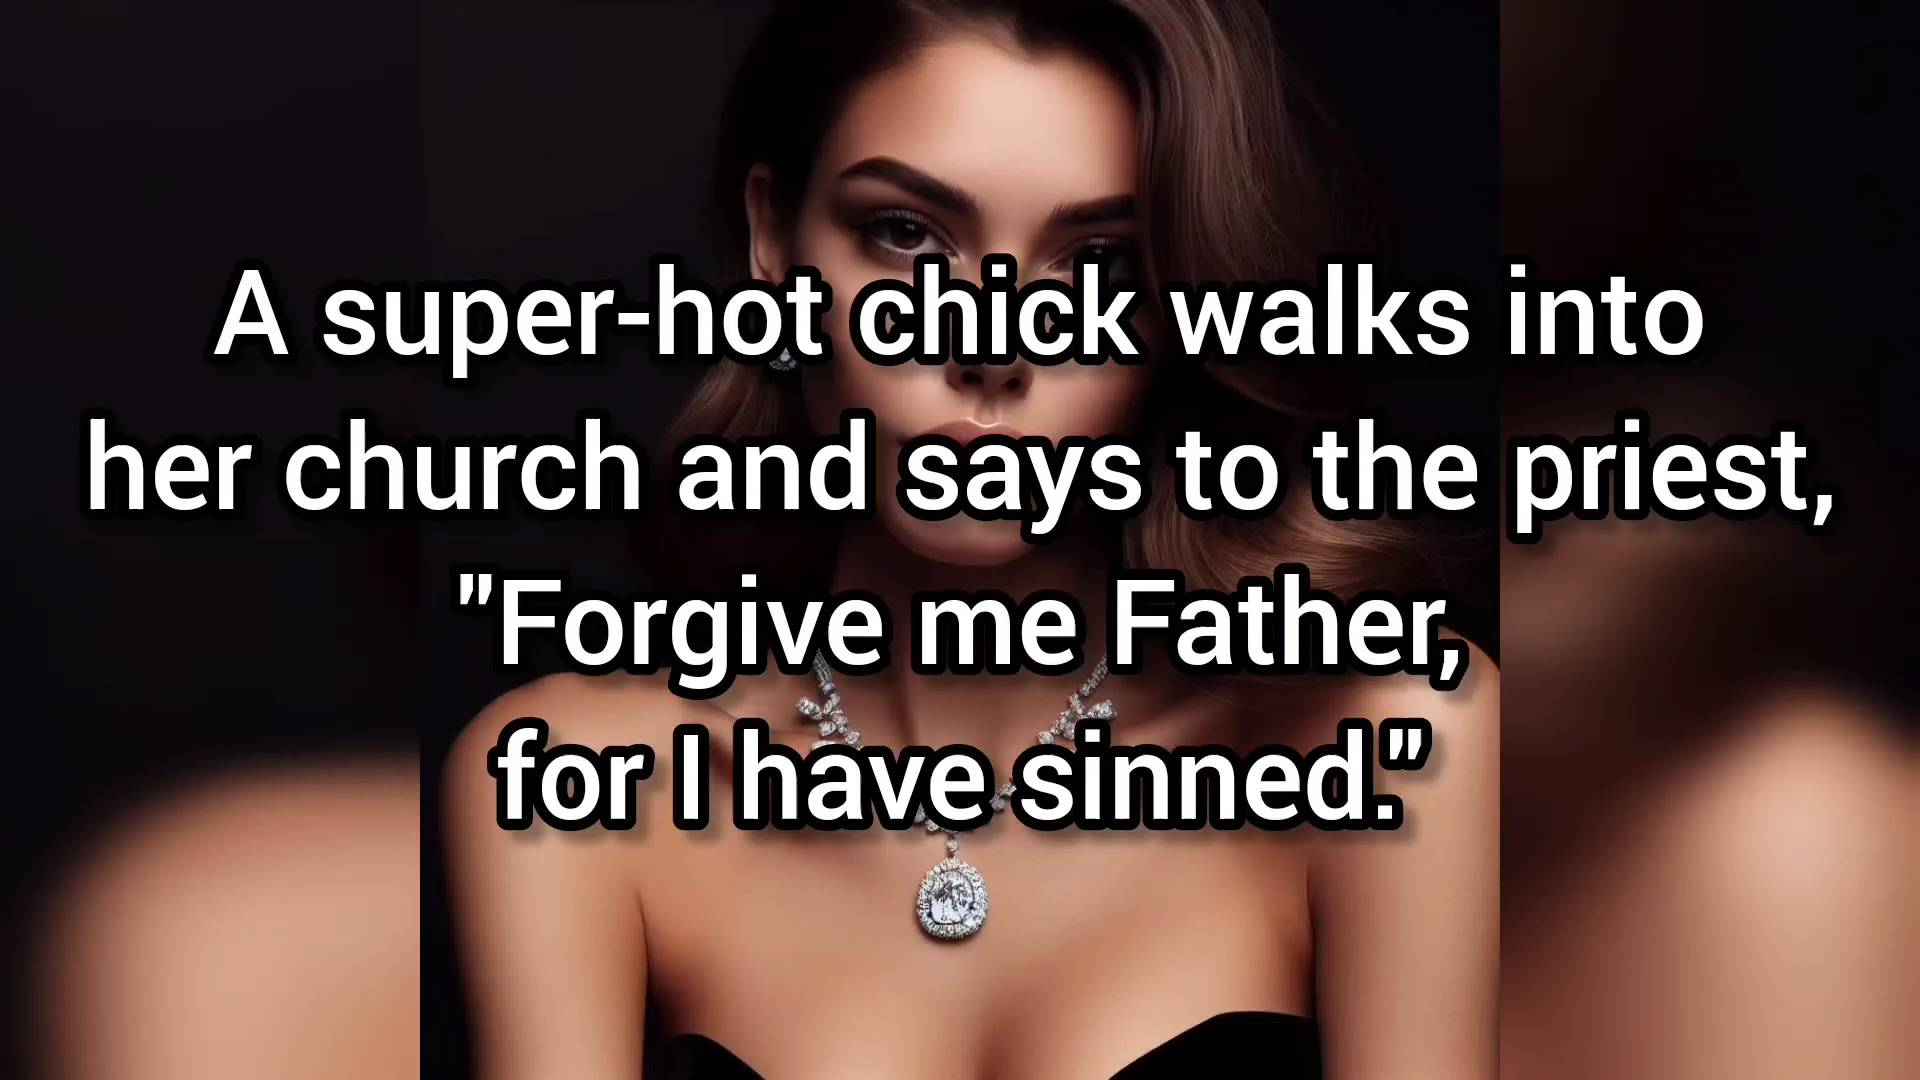 A super-hot chick walks into
her church and says to the priest,
"Forgive me Father,
for I have sinned."